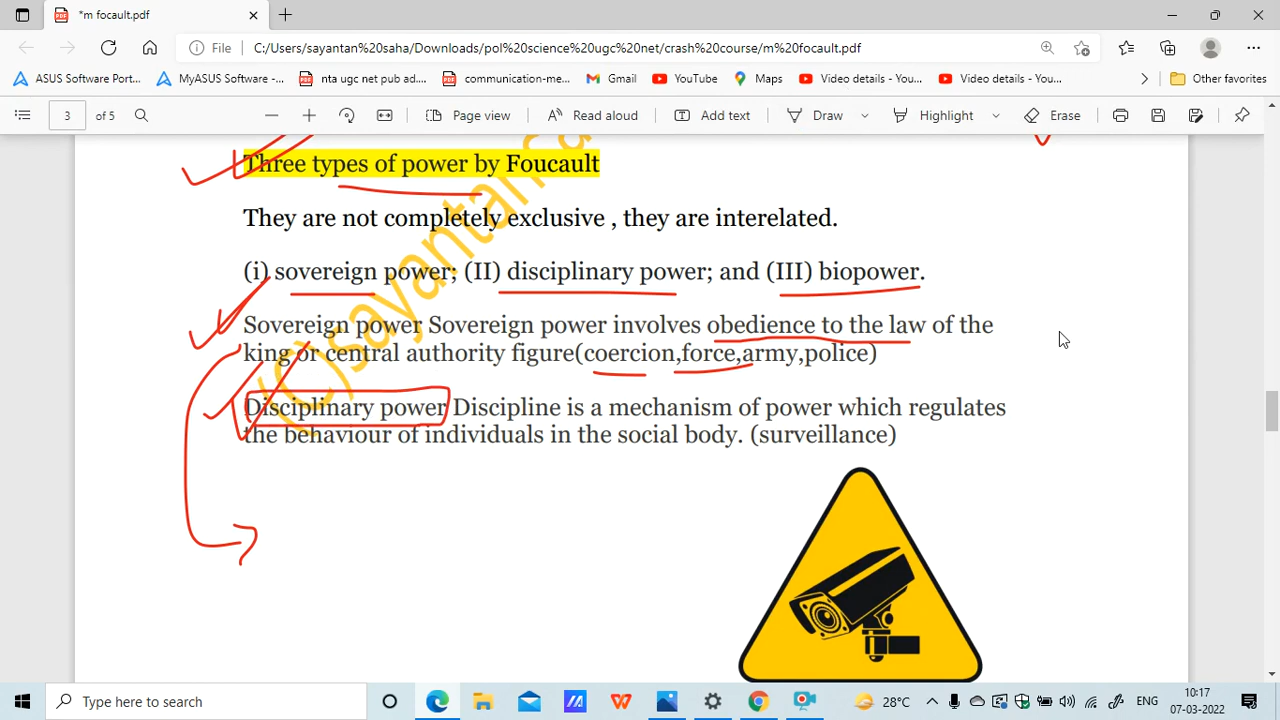 *m focault.pdf
File C:/Users/sayantan%20saha/Downloads/pol%20science%20ugc%20net/crash%20course/m%20focault.pdf
ASUS Software Port... MyASUS Software -... nta ugc net pub ad... communication-me... Gmail YouTube Maps Video details - You... Video details - You... Other favorites
3 of 5 Page view Read aloud Add text Draw Highlight Erase
Three types of power by Foucault
They are not completely exclusive , they are interelated.
(i) sovereign power; (II) disciplinary power; and (III) biopower.
Sovereign power Sovereign power involves obedience to the law of the
king or central authority figure(coercion,force,army,police)
Disciplinary power Discipline is a mechanism of power which regulates
the behaviour of individuals in the social body. (surveillance)
(C)sayantan
Type here to search 28°C ENG 10:17
07-03-2022